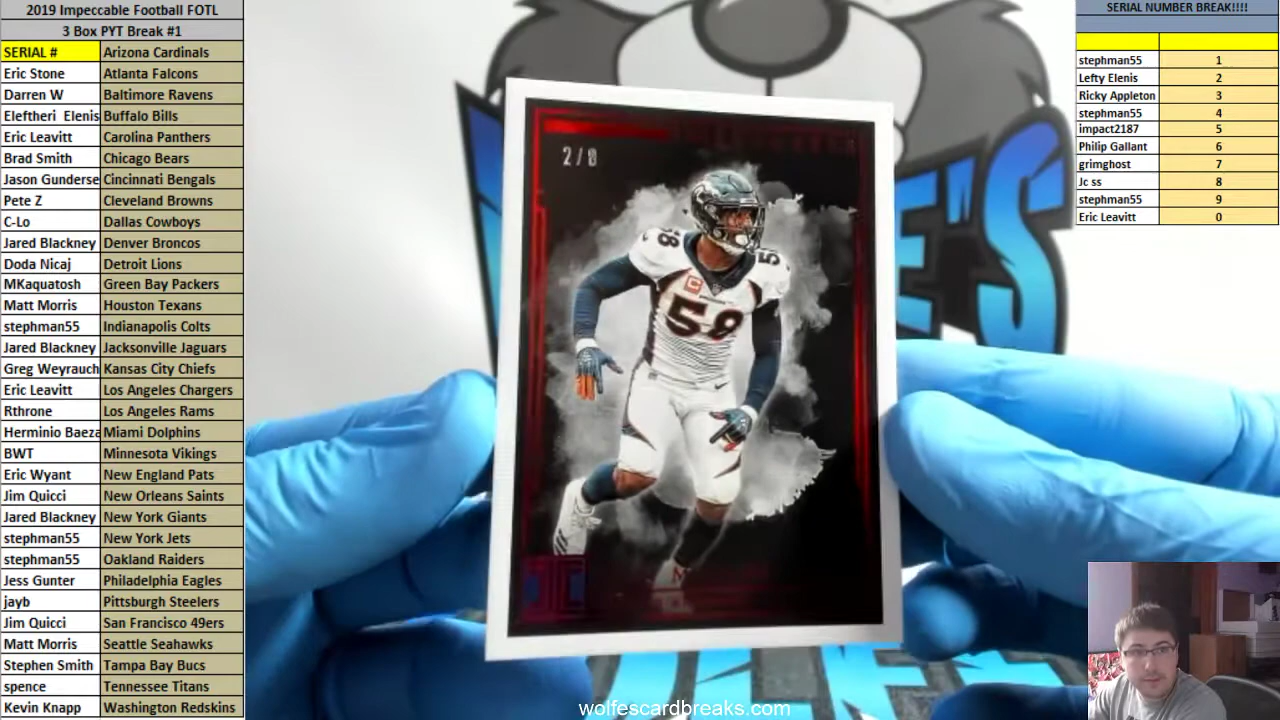 2019 Impeccable Football FOTL
3 Box PYT Break #1
SERIAL # Arizona Cardinals
Eric Stone Atlanta Falcons
Darren W Baltimore Ravens
Eleftheri Elenis Buffalo Bills
Eric Leavitt Carolina Panthers
Brad Smith Chicago Bears
Jason Gunderse Cincinnati Bengals
Pete Z Cleveland Browns
C-Lo Dallas Cowboys
Jared Blackney Denver Broncos
Doda Nicaj Detroit Lions
MKaquatosh Green Bay Packers
Matt Morris Houston Texans
stephman55 Indianapolis Colts
Jared Blackney Jacksonville Jaguars
Greg Weyrauch Kansas City Chiefs
Eric Leavitt Los Angeles Chargers
Rthrone Los Angeles Rams
Herminio Baeza Miami Dolphins
BWT Minnesota Vikings
Eric Wyant New England Pats
Jim Quicci New Orleans Saints
Jared Blackney New York Giants
stephman55 New York Jets
stephman55 Oakland Raiders
Jess Gunter Philadelphia Eagles
jayb Pittsburgh Steelers
Jim Quicci San Francisco 49ers
Matt Morris Seattle Seahawks
Stephen Smith Tampa Bay Bucs
spence Tennessee Titans
Kevin Knapp Washington Redskins
2/8
58
58
C
58
'S
wolfescardbreaks.com
SERIAL NUMBER BREAK!!!!
stephman55 1
Lefty Elenis 2
Ricky Appleton 3
stephman55 4
impact2187 5
Philip Gallant 6
grimghost 7
Jc ss 8
stephman55 9
Eric Leavitt 0